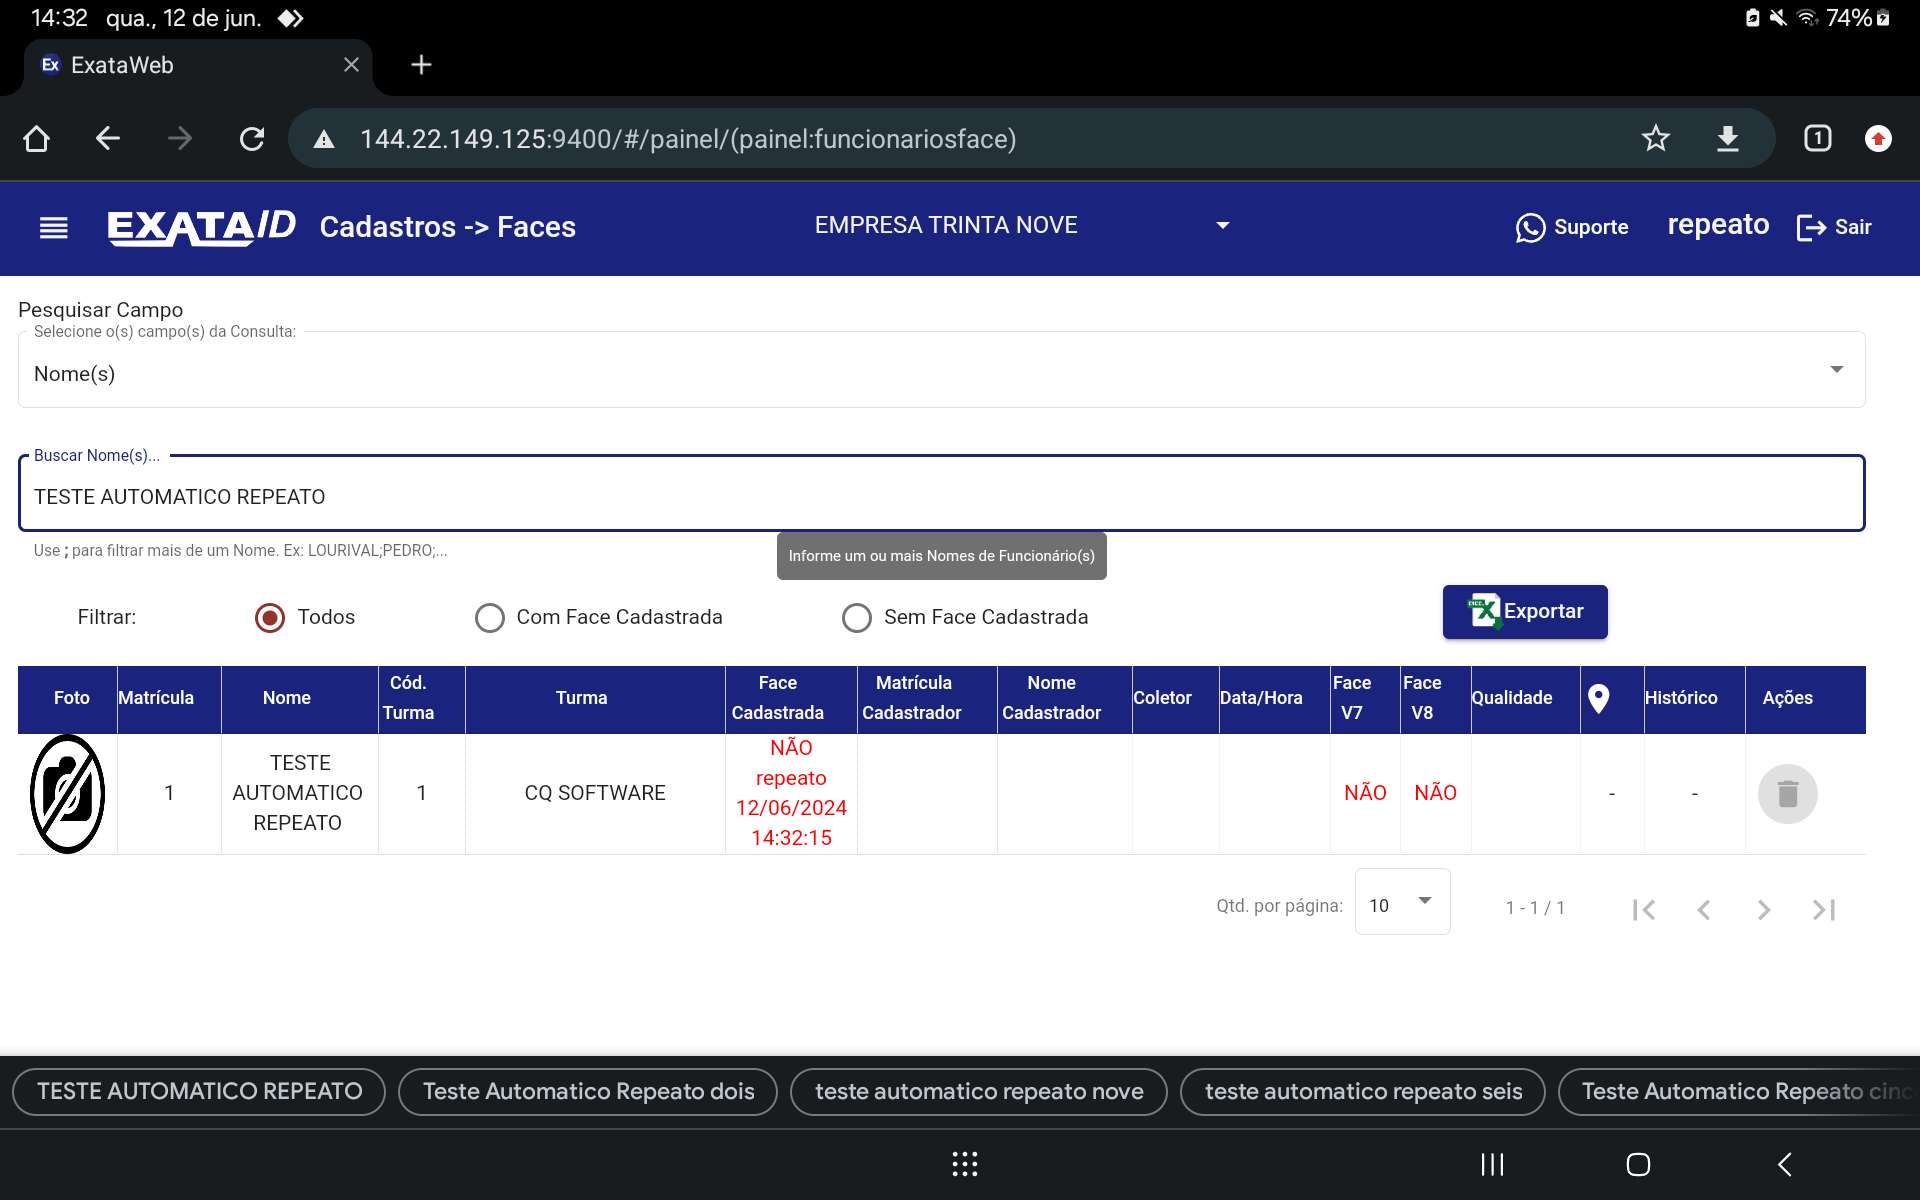 14:32 qua., 12 de jun. 74%
Ex ExataWeb
144.22.149.125:9400/#/painel/(painel:funcionariosface) 1
EXATA/ID Cadastros -> Faces EMPRESA TRINTA NOVE Suporte repeato Sair
Pesquisar Campo
Selecione o(s) campo(s) da Consulta:
Nome(s)
Buscar Nome(s)...
TESTE AUTOMATICO REPEATO
Use ; para filtrar mais de um Nome. Ex: LOURIVAL;PEDRO;...
Informe um ou mais Nomes de Funcionário(s)
Filtrar: Todos Com Face Cadastrada Sem Face Cadastrada Exportar
Foto Matrícula Nome Cód. Turma Turma Face Cadastrada Matrícula Cadastrador Nome Cadastrador Coletor Data/Hora Face V7 Face V8 Qualidade Histórico Ações
1 TESTE AUTOMATICO REPEATO 1 CQ SOFTWARE NÃO repeato 12/06/2024 14:32:15 NÃO NÃO - -
Qtd. por página: 10 1 - 1 / 1
TESTE AUTOMATICO REPEATO Teste Automatico Repeato dois teste automatico repeato nove teste automatico repeato seis Teste Automatico Repeato cinc